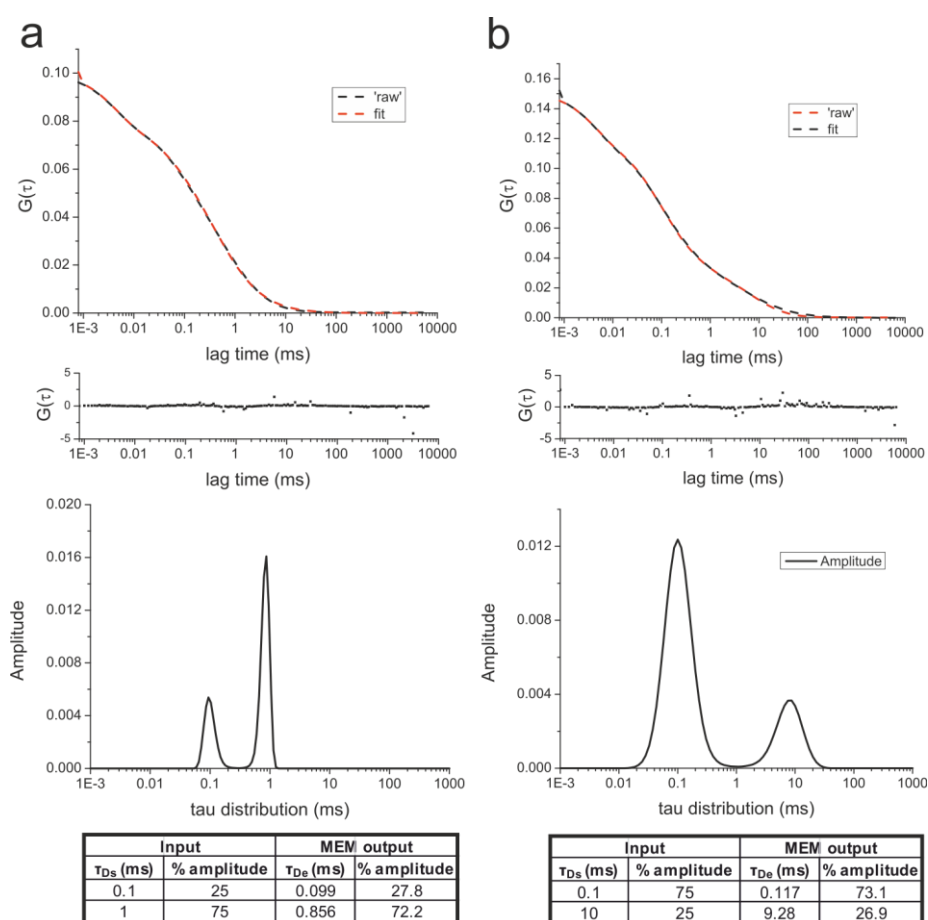 a
0.10
0.08
0.06
0.04
0.02
0.00
G(τ)
'raw'
fit
1E-3 0.01 0.1 1 10 100 1000 10000
lag time (ms)
5
0
-5
G(τ)
1E-3 0.01 0.1 1 10 100 1000 10000
lag time (ms)
0.020
0.016
0.012
0.008
0.004
0.000
Amplitude
1E-3 0.01 0.1 1 10 100 1000
tau distribution (ms)
Input MEM output
τDs (ms) % amplitude τDe (ms) % amplitude
0.1 25 0.099 27.8
1 75 0.856 72.2
b
0.16
0.14
0.12
0.10
0.08
0.06
0.04
0.02
0.00
G(τ)
'raw'
fit
1E-3 0.01 0.1 1 10 100 1000 10000
lag time (ms)
5
0
-5
G(τ)
1E-3 0.01 0.1 1 10 100 1000 10000
lag time (ms)
0.012
0.008
0.004
0.000
Amplitude
Amplitude
1E-3 0.01 0.1 1 10 100 1000
tau distribution (ms)
Input MEM output
τDs (ms) % amplitude τDe (ms) % amplitude
0.1 75 0.117 73.1
10 25 9.28 26.9